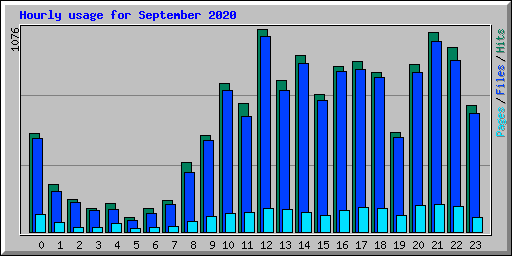 Hourly usage for September 2020
1076
Pages / Files / Hits
0 1 2 3 4 5 6 7 8 9 10 11 12 13 14 15 16 17 18 19 20 21 22 23